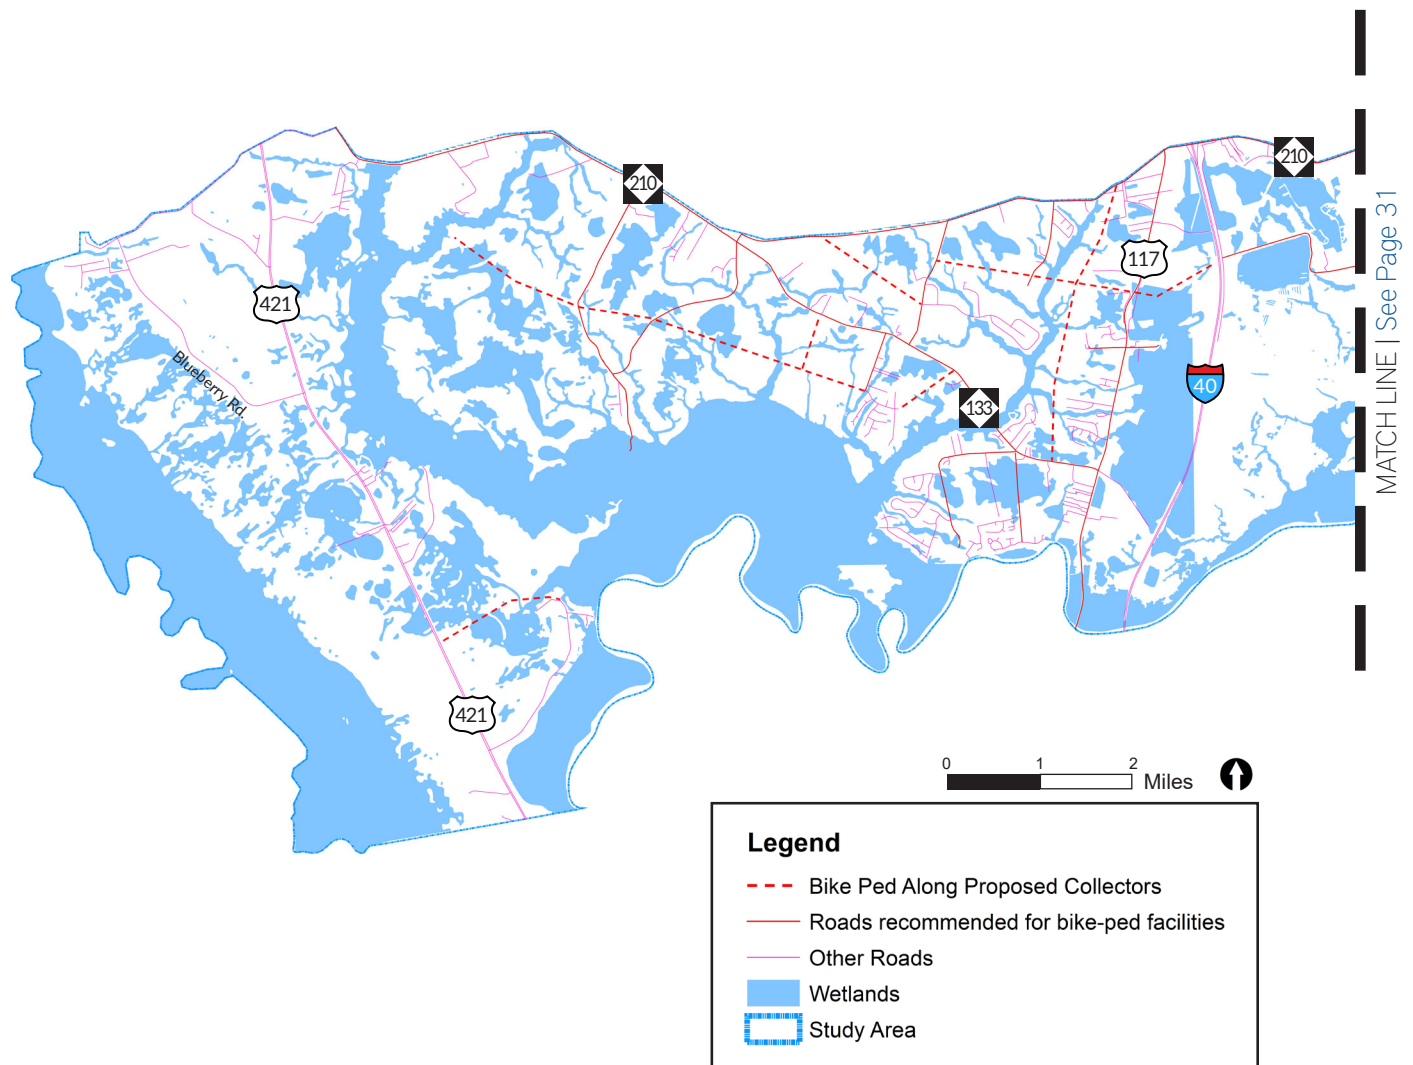 210
210
117
421
Blueberry Rd.
40
133
421
MATCH LINE | See Page 31
0 1 2 Miles
Legend
Bike Ped Along Proposed Collectors
Roads recommended for bike-ped facilities
Other Roads
Wetlands
Study Area